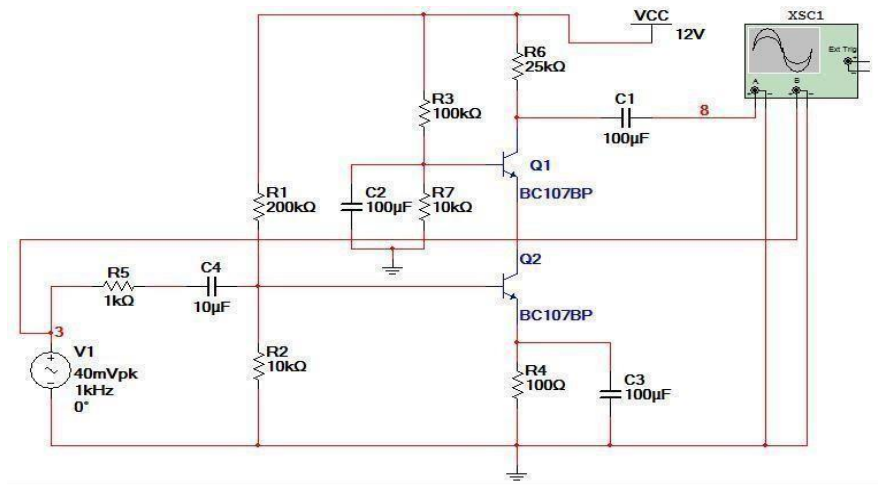 VCC
12V
XSC1
Ext Trig
+
A
B
+
+
R6
25kΩ
R3
100kΩ
C1
100µF
8
Q1
BC107BP
R1
200kΩ
C2
100µF
R7
10kΩ
Q2
BC107BP
R5
1kΩ
C4
10µF
3
V1
40mVpk
1kHz
0°
R2
10kΩ
R4
100Ω
C3
100µF